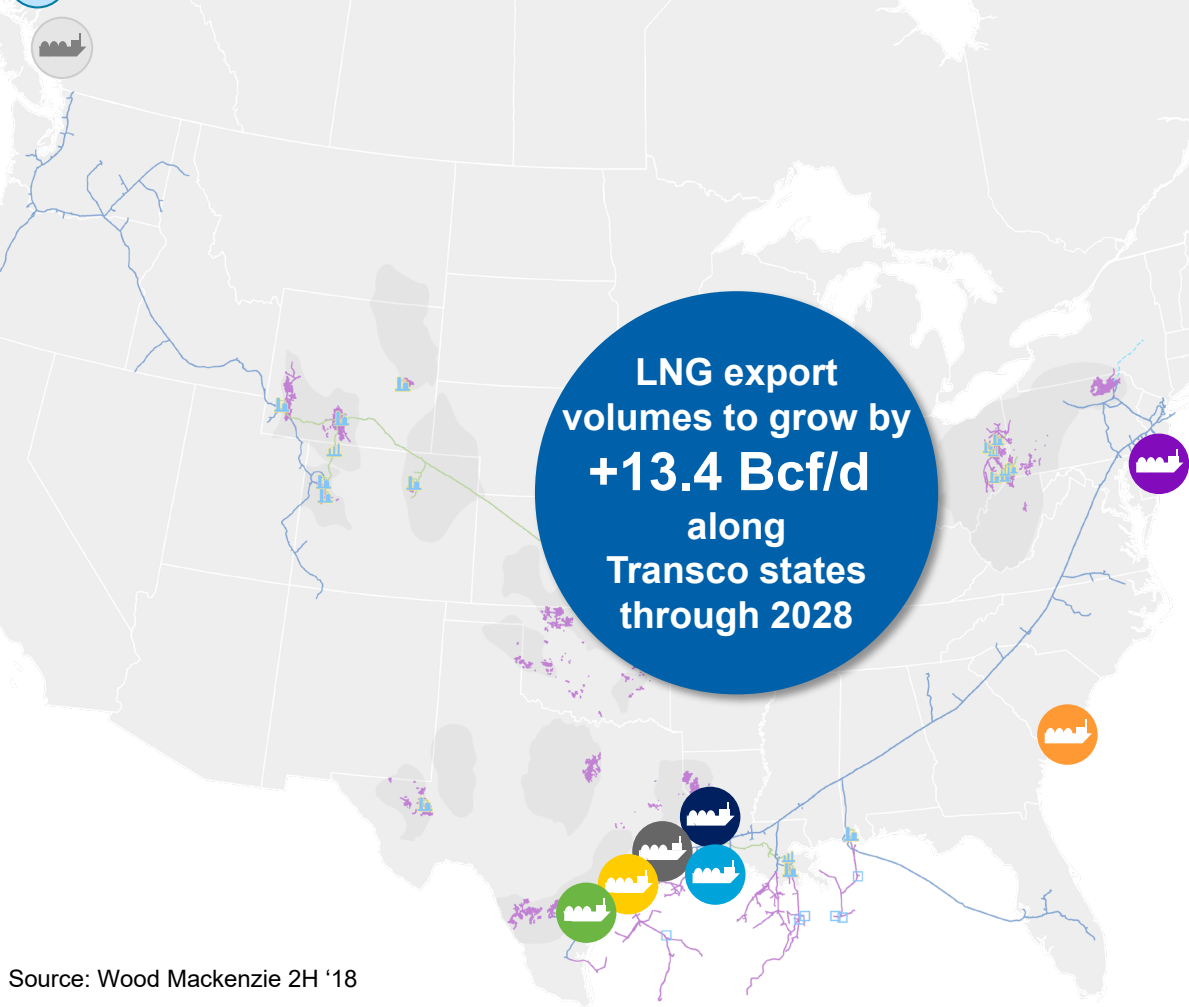 LNG export
volumes to grow by
+13.4 Bcf/d
along
Transco states
through 2028
Source: Wood Mackenzie 2H ‘18